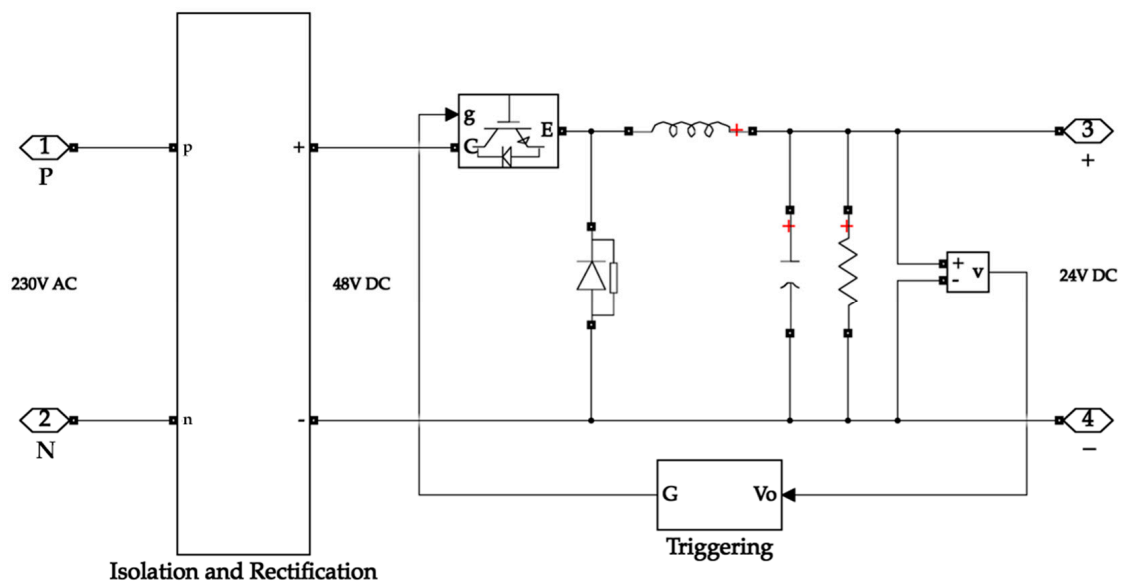 g
E
C
1
P
p
+
3
+
230V AC
48V DC
+
-
v
24V DC
2
N
n
-
4
−
G
Vo
Triggering
Isolation and Rectification